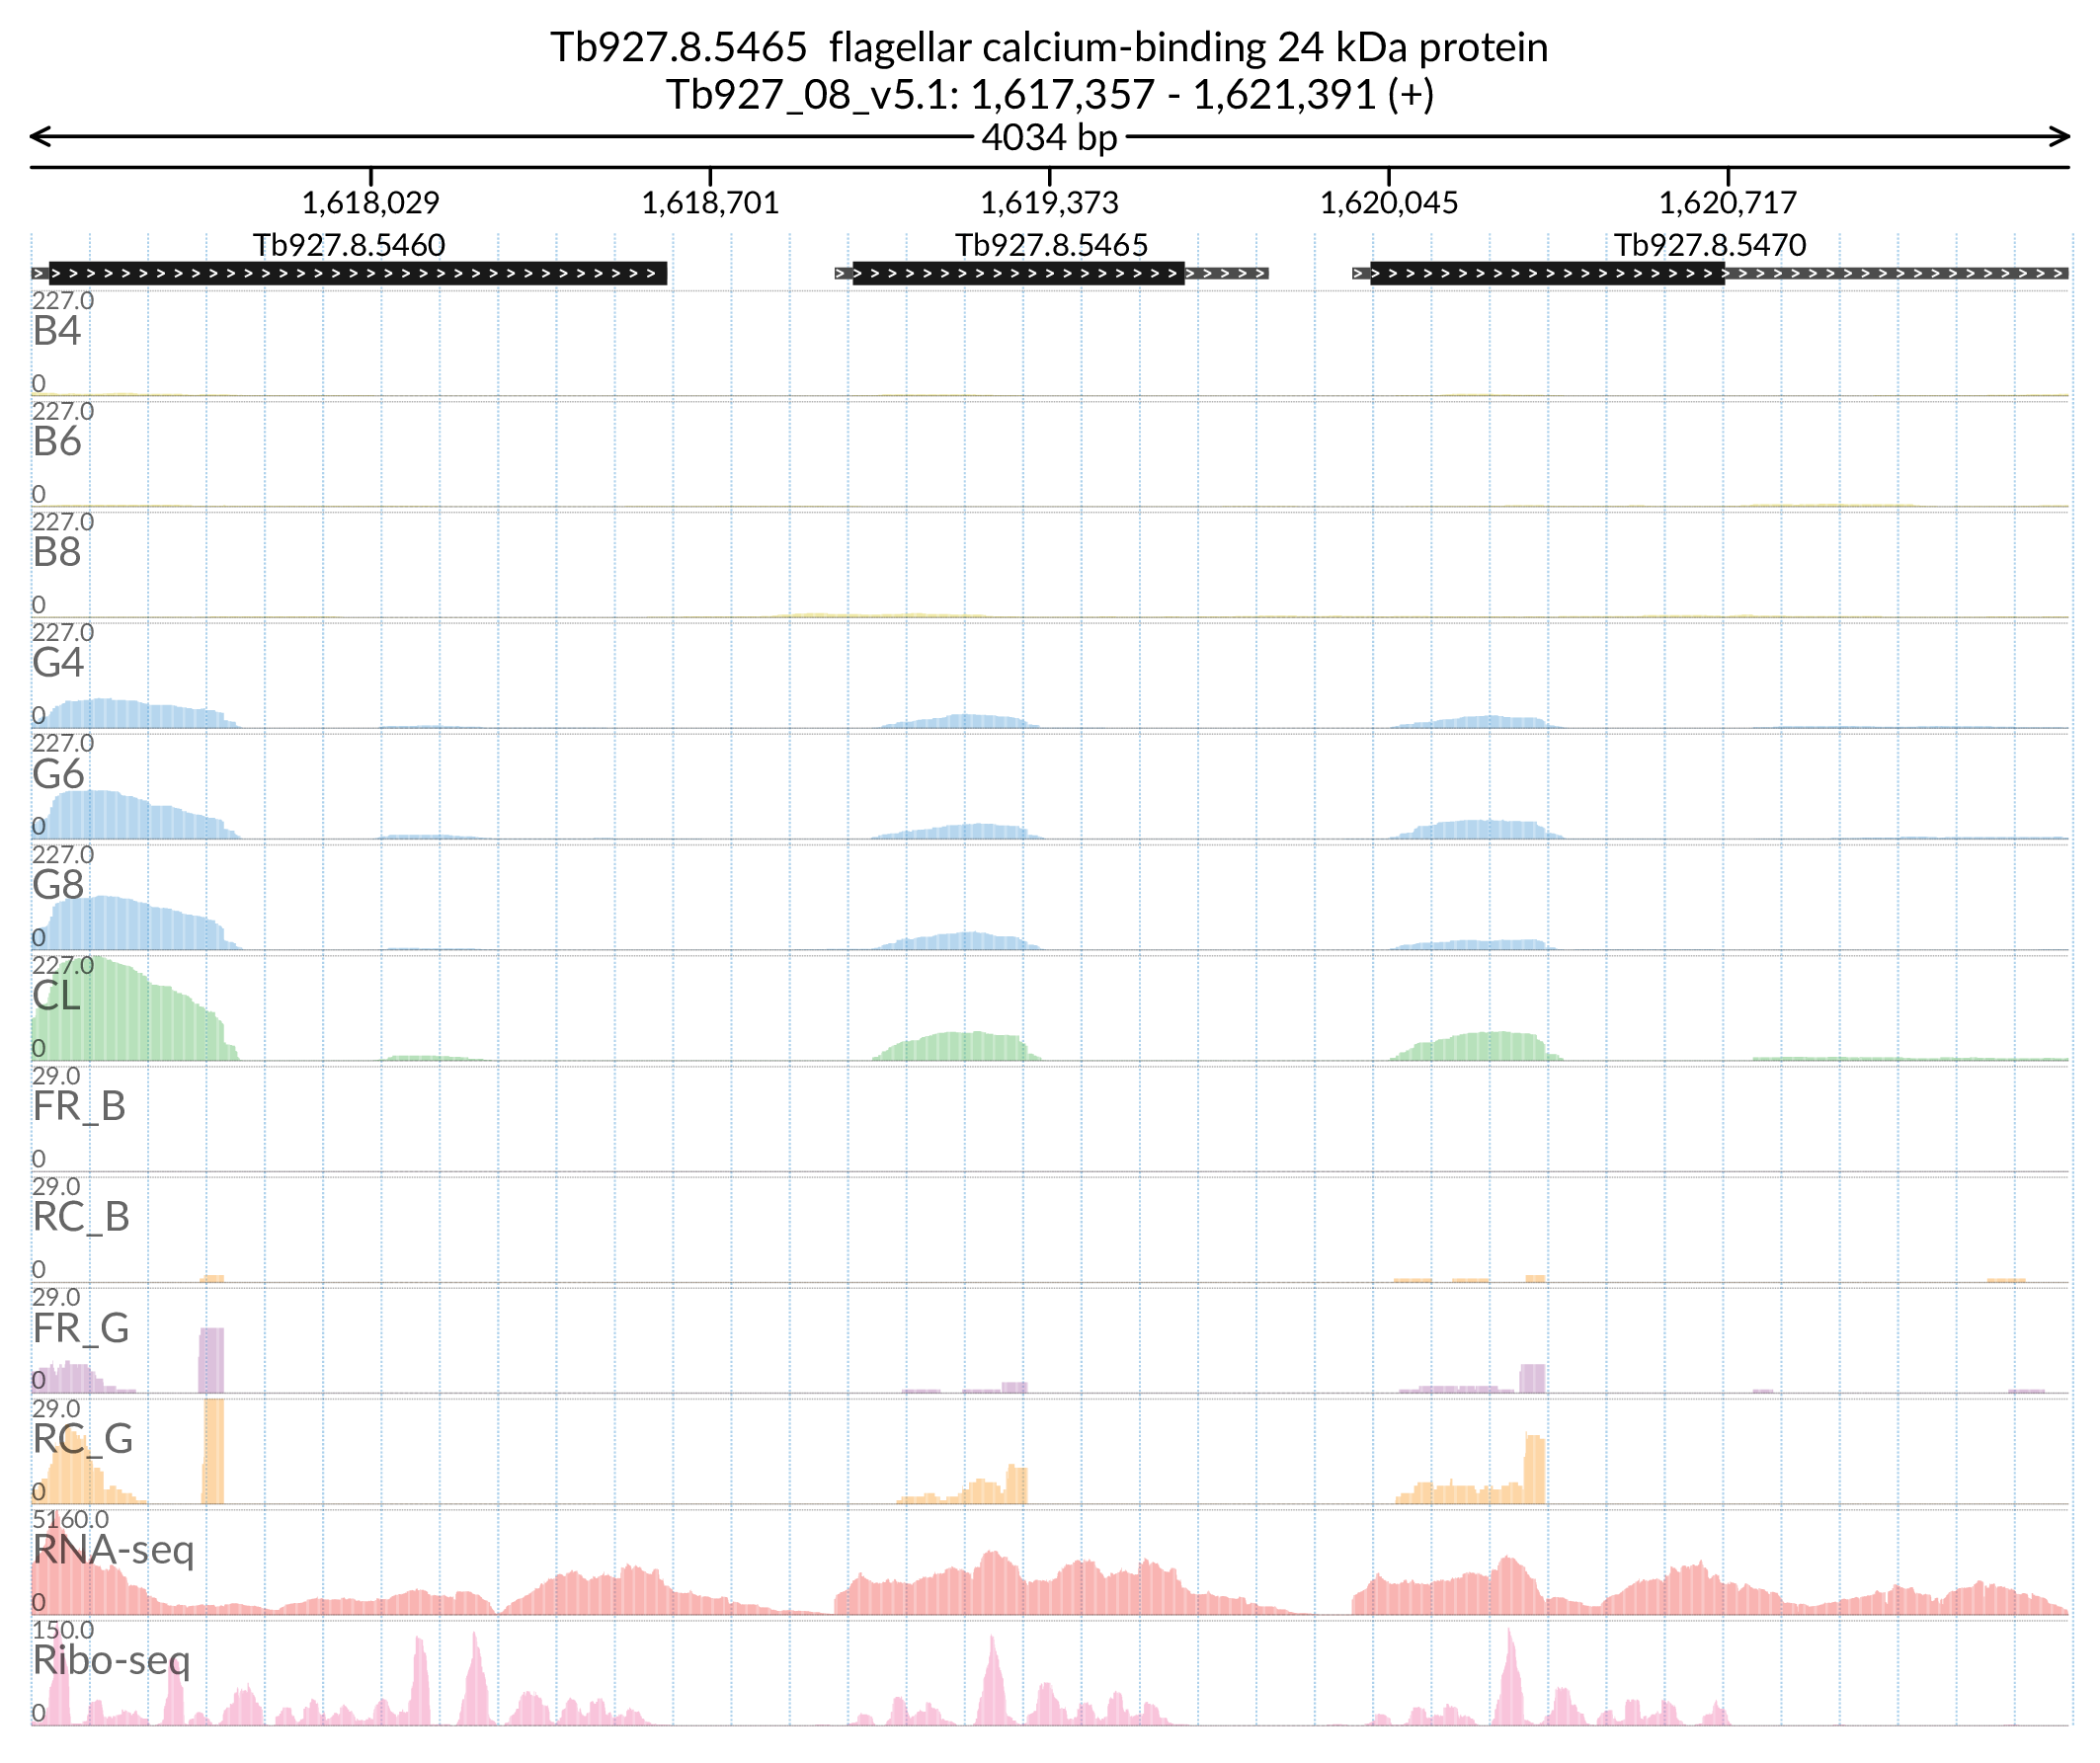 Tb927.8.5465 flagellar calcium-binding 24 kDa protein
Tb927_08_v5.1: 1,617,357 - 1,621,391 (+)
4034 bp
1,618,029 1,618,701 1,619,373 1,620,045 1,620,717
Tb927.8.5460 Tb927.8.5465 Tb927.8.5470
227.0
B4
0
227.0
B6
0
227.0
B8
0
227.0
G4
0
227.0
G6
0
227.0
G8
0
227.0
CL
0
29.0
FR_B
0
29.0
RC_B
0
29.0
FR_G
0
29.0
RC_G
0
5160.0
RNA-seq
0
150.0
Ribo-seq
0